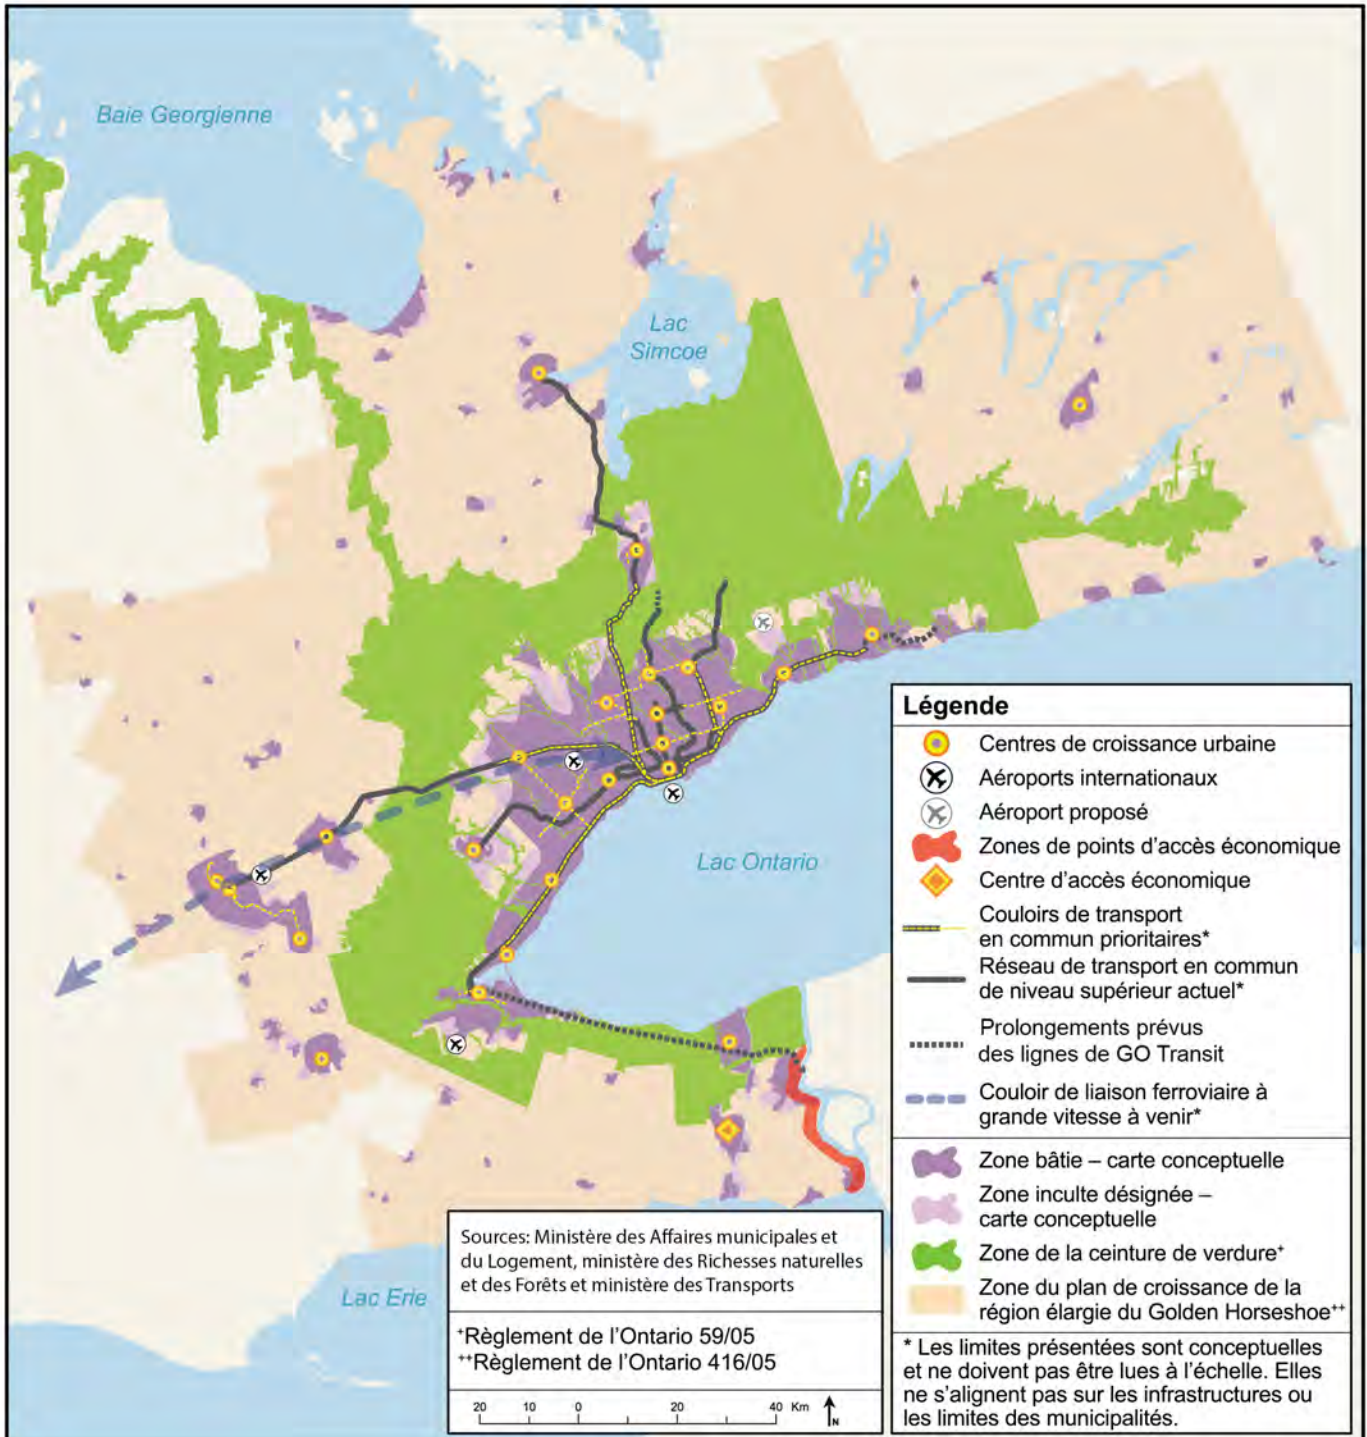 Baie Georgienne
Lac
Simcoe
Lac Ontario
Lac Erie
Légende
Centres de croissance urbaine
Aéroports internationaux
Aéroport proposé
Zones de points d'accès économique
Centre d'accès économique
Couloirs de transport
en commun prioritaires*
Réseau de transport en commun
de niveau supérieur actuel*
Prolongements prévus
des lignes de GO Transit
Couloir de liaison ferroviaire à
grande vitesse à venir*
Zone bâtie – carte conceptuelle
Zone inculte désignée –
carte conceptuelle
Zone de la ceinture de verdure+
Zone du plan de croissance de la
région élargie du Golden Horseshoe++
* Les limites présentées sont conceptuelles
et ne doivent pas être lues à l'échelle. Elles
ne s'alignent pas sur les infrastructures ou
les limites des municipalités.
Sources: Ministère des Affaires municipales et
du Logement, ministère des Richesses naturelles
et des Forêts et ministère des Transports
+Règlement de l'Ontario 59/05
++Règlement de l'Ontario 416/05
20 10 0 20 40 Km N